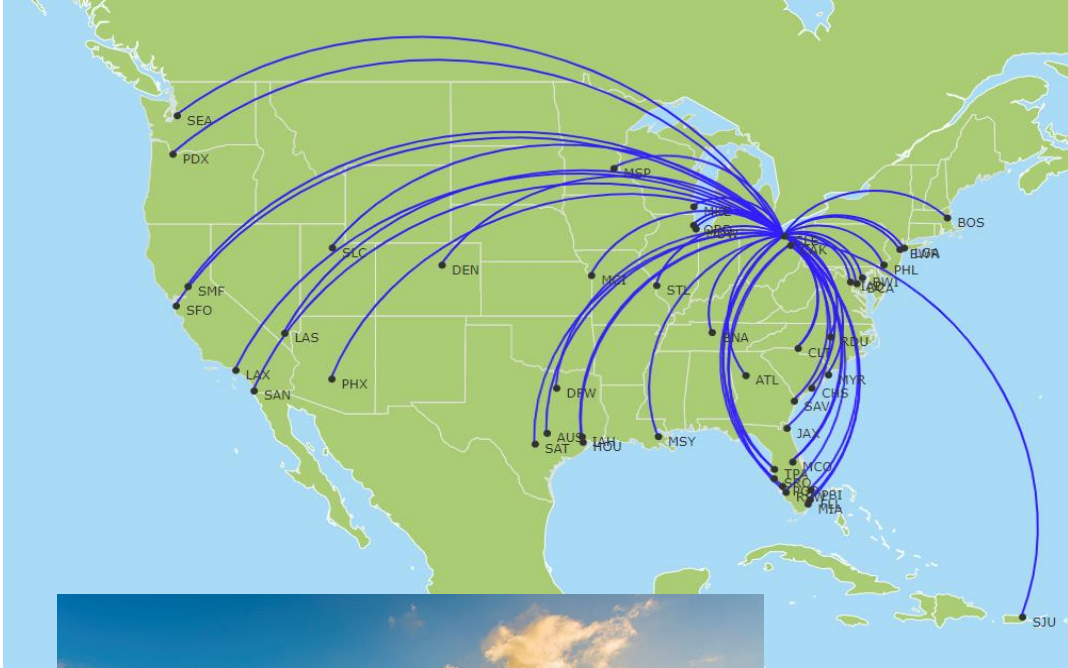 SEA
PDX
MSP
BOS
SLC
DEN
PHL
MCI
STL
SMF
SFO
LAS
BNA
RDU
CLT
LAX
PHX
ATL
MYR
SAN
DFW
CHS
SAV
AUS
IAH
MSY
JAX
SAT
HOU
MCO
TPA
PBI
MIA
SJU